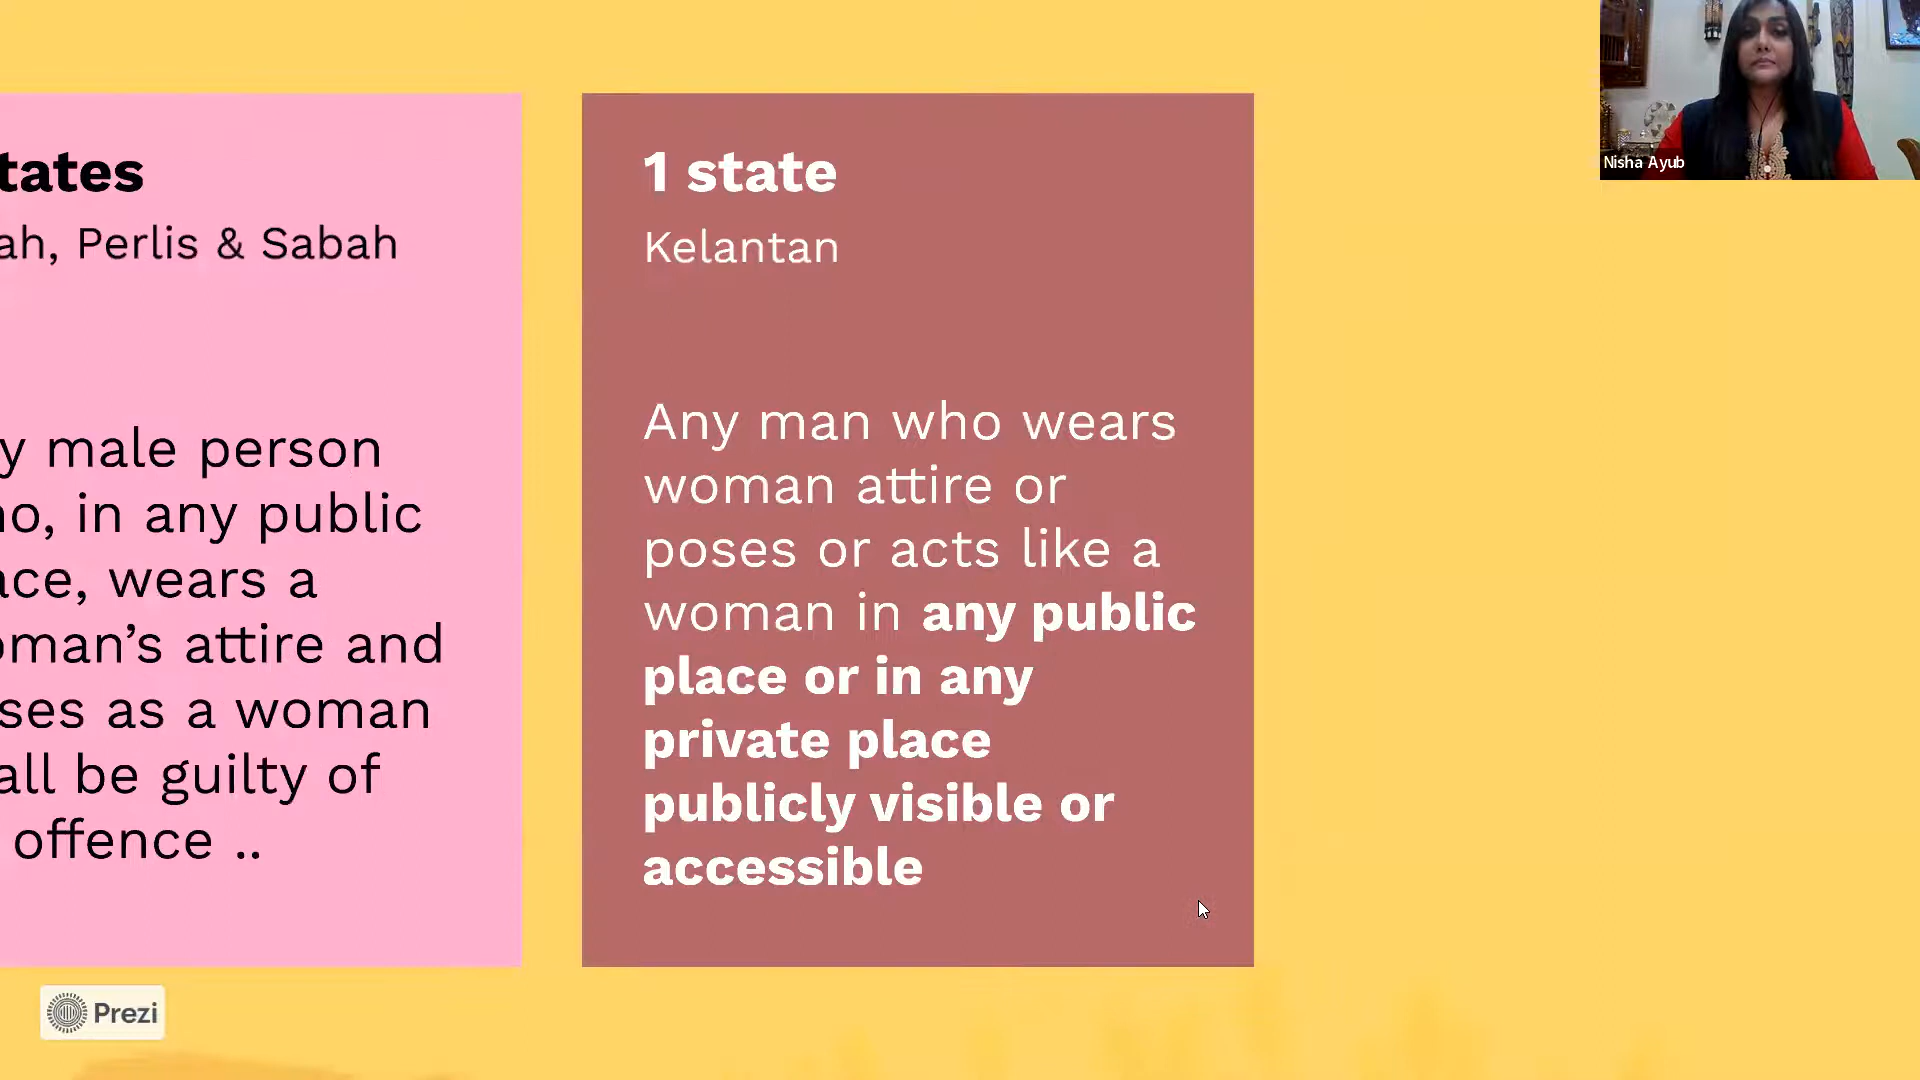 tates
ah, Perlis & Sabah
y male person
o, in any public
ce, wears a
man's attire and
ses as a woman
all be guilty of
offence ..
1 state
Kelantan
Any man who wears
woman attire or
poses or acts like a
woman in any public
place or in any
private place
publicly visible or
accessible
Nisha Ayub
Prezi